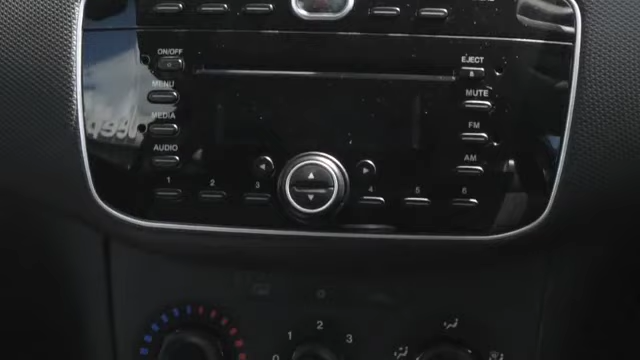 ON/OFF
EJECT
MENU
MUTE
MEDIA
FM
AUDIO
AM
1 2 3 4 5 6
1 2 3
0